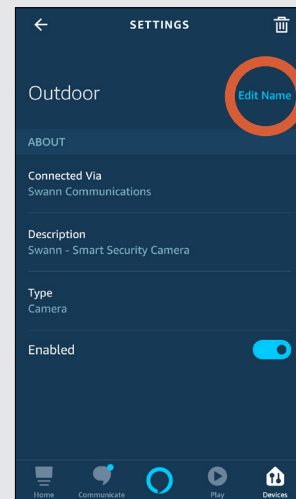 SETTINGS
Outdoor
Edit Name
ABOUT
Connected Via
Swann Communications
Description
Swann - Smart Security Camera
Type
Camera
Enabled
Home Communicate Play Devices